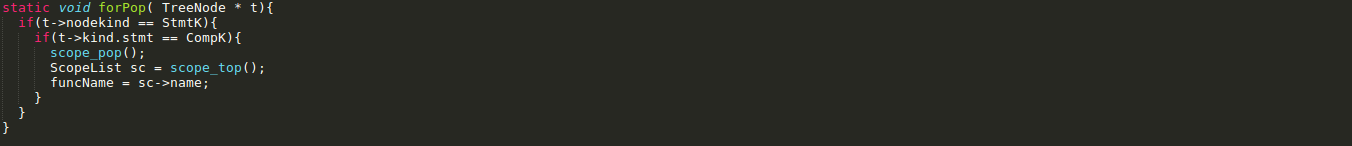 static void forPop( TreeNode * t){
  if(t->nodekind == StmtK){
    if(t->kind.stmt == CompK){
      scope_pop();
      ScopeList sc = scope_top();
      funcName = sc->name;
    }
  }
}